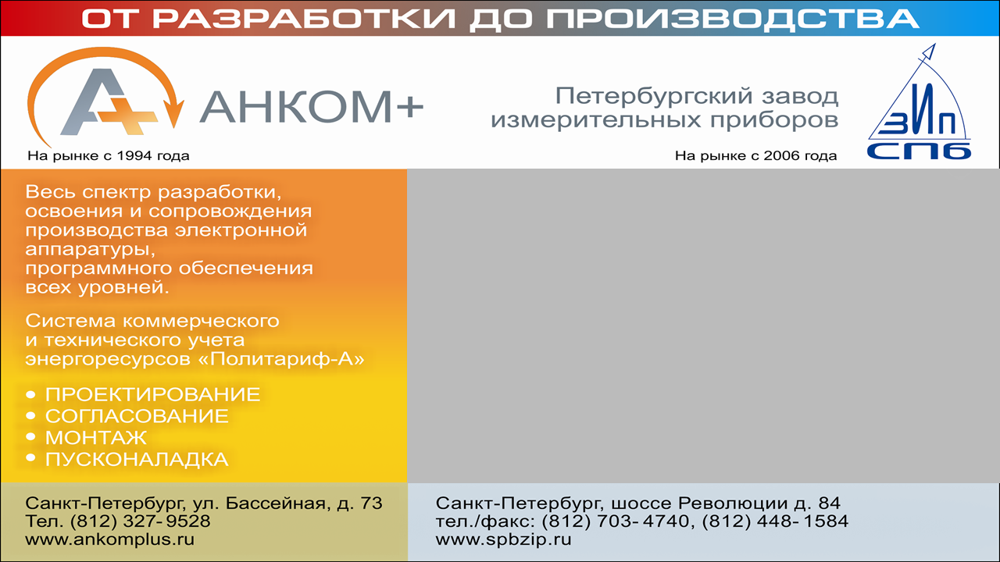 ОТ РАЗРАБОТКИ ДО ПРОИЗВОДСТВА
А+
АНКОМ+
На рынке с 1994 года
Петербургский завод
измерительных приборов
На рынке с 2006 года
ЗИП
СПб
Весь спектр разработки,
освоения и сопровождения
производства электронной
аппаратуры,
программного обеспечения
всех уровней.
Система коммерческого
и технического учета
энергоресурсов «Политариф-А»
• ПРОЕКТИРОВАНИЕ
• СОГЛАСОВАНИЕ
• МОНТАЖ
• ПУСКОНАЛАДКА
Санкт-Петербург, ул. Бассейная, д. 73
Тел. (812) 327-9528
www.ankomplus.ru
Санкт-Петербург, шоссе Революции д. 84
тел./факс: (812) 703-4740, (812) 448-1584
www.spbzip.ru